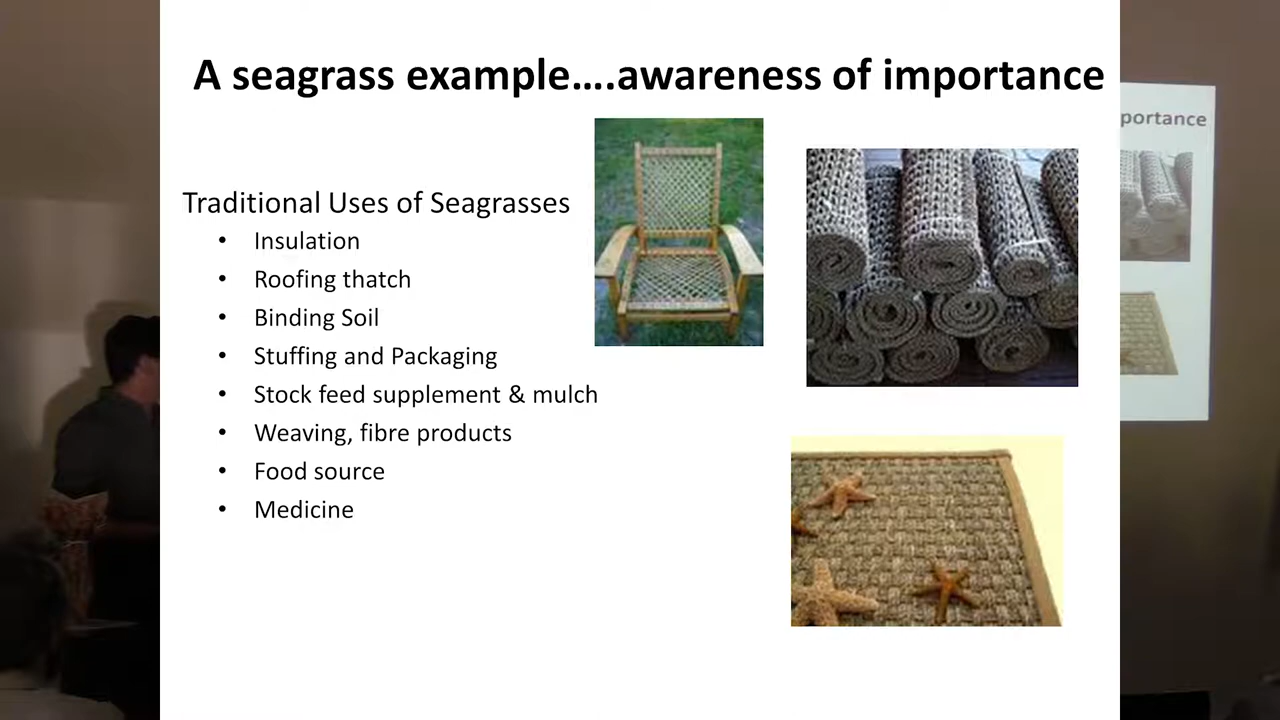 A seagrass example....awareness of importance
Traditional Uses of Seagrasses
• Insulation
• Roofing thatch
• Binding Soil
• Stuffing and Packaging
• Stock feed supplement & mulch
• Weaving, fibre products
• Food source
• Medicine
portance